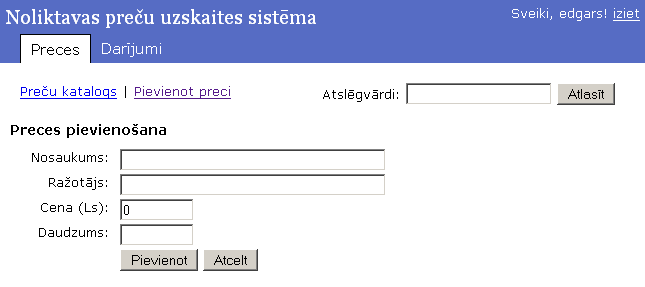 Noliktavas preču uzskaites sistēma
Sveiki, edgars! iziet
Preces Darījumi
Preču katalogs | Pievienot preci
Atslēgvārdi: Atlasīt
Preces pievienošana
Nosaukums:
Ražotājs:
Cena (Ls): 0
Daudzums:
Pievienot Atcelt